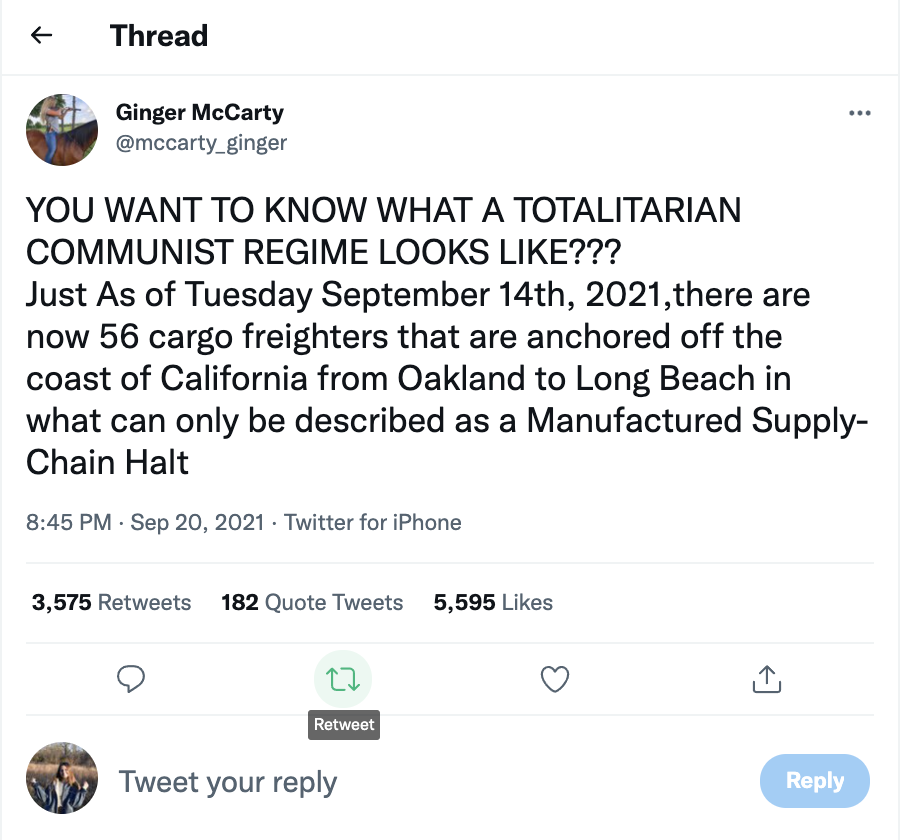 Thread
Ginger McCarty
@mccarty_ginger
YOU WANT TO KNOW WHAT A TOTALITARIAN
COMMUNIST REGIME LOOKS LIKE???
Just As of Tuesday September 14th, 2021,there are
now 56 cargo freighters that are anchored off the
coast of California from Oakland to Long Beach in
what can only be described as a Manufactured Supply-
Chain Halt
8:45 PM · Sep 20, 2021 · Twitter for iPhone
3,575 Retweets 182 Quote Tweets 5,595 Likes
Retweet
Tweet your reply
Reply